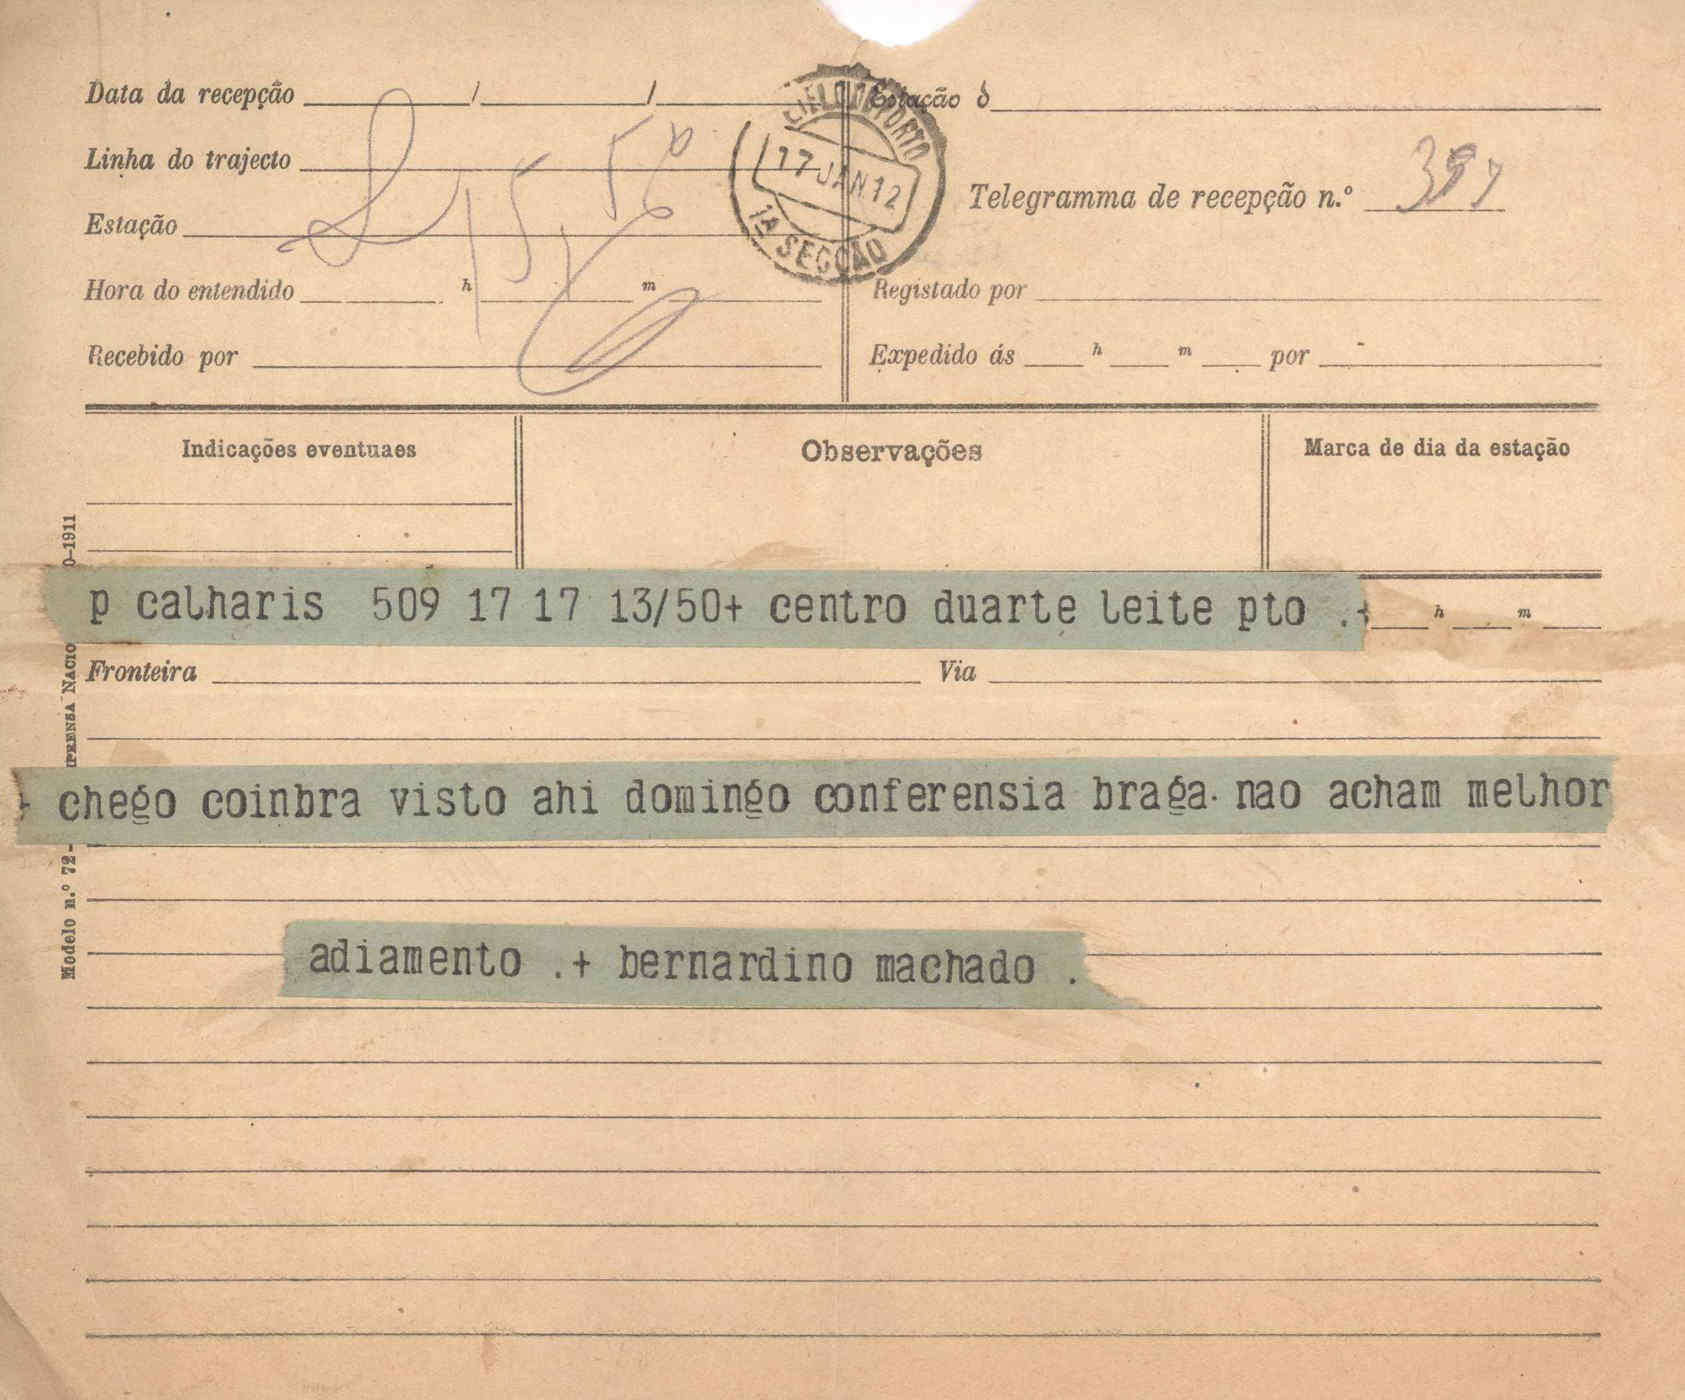 Data da recepção / /
Linha do trajecto
Estação
Hora do entendido h m
Recebido por
17 JAN 12
1ª SECÇÃO
Estação d
Telegramma de recepção n.º
Registado por
Expedido ás h m por
Indicações eventuaes
Observações
Marca de dia da estação
p calharis 509 17 17 13/50+ centro duarte leite pto .+ h m
Fronteira Via
+ chego coinbra visto ahi domingo conferensia braga. nao acham melhor
adiamento .+ bernardino machado .
Modelo n.º 72- 1911